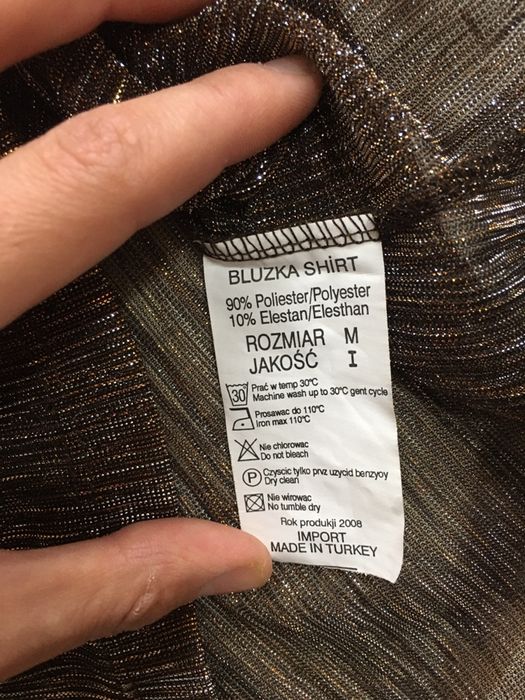 BLUZKA SHİRT
90% Poliester/Polyester
10% Elestan/Elesthan
ROZMIAR M
JAKOŚĆ I
30
Prać w temp 30°C
Machine wash up to 30°C gent cycle
Prosawac do 110°C
Iron max 110°C
Nie chlorowac
Do not bleach
P
Czyscic tylko prvz uzycid benzyoy
Dry clean
Nie wirowac
No tumble dry
Rok produkji 2008
IMPORT
MADE IN TURKEY